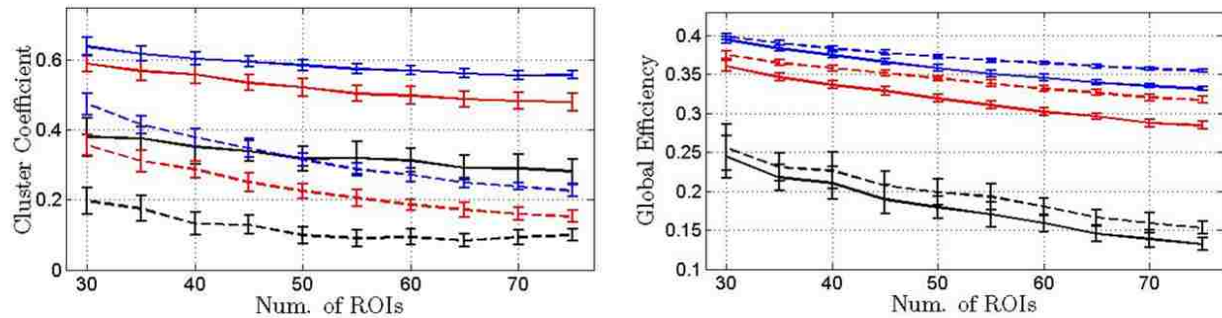 Cluster Coefficient
0.6
0.4
0.2
0
30 40 50 60 70
Num. of ROIs
Global Efficiency
0.4
0.35
0.3
0.25
0.2
0.15
0.1
30 40 50 60 70
Num. of ROIs